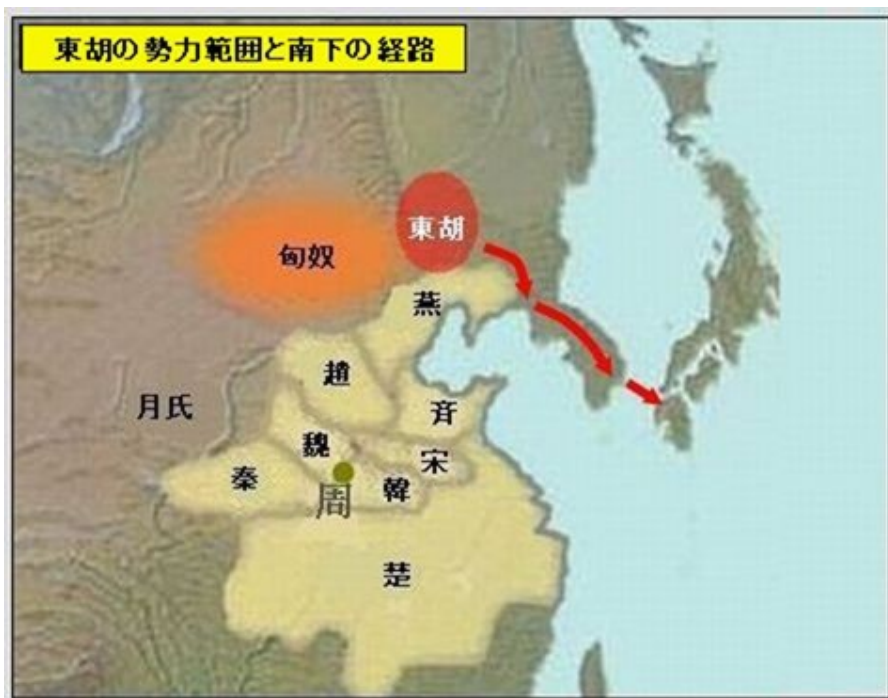 東胡の勢力範囲と南下の経路
東胡
匈奴
燕
趙
月氏
斉
魏
宋
秦
韓
周
楚